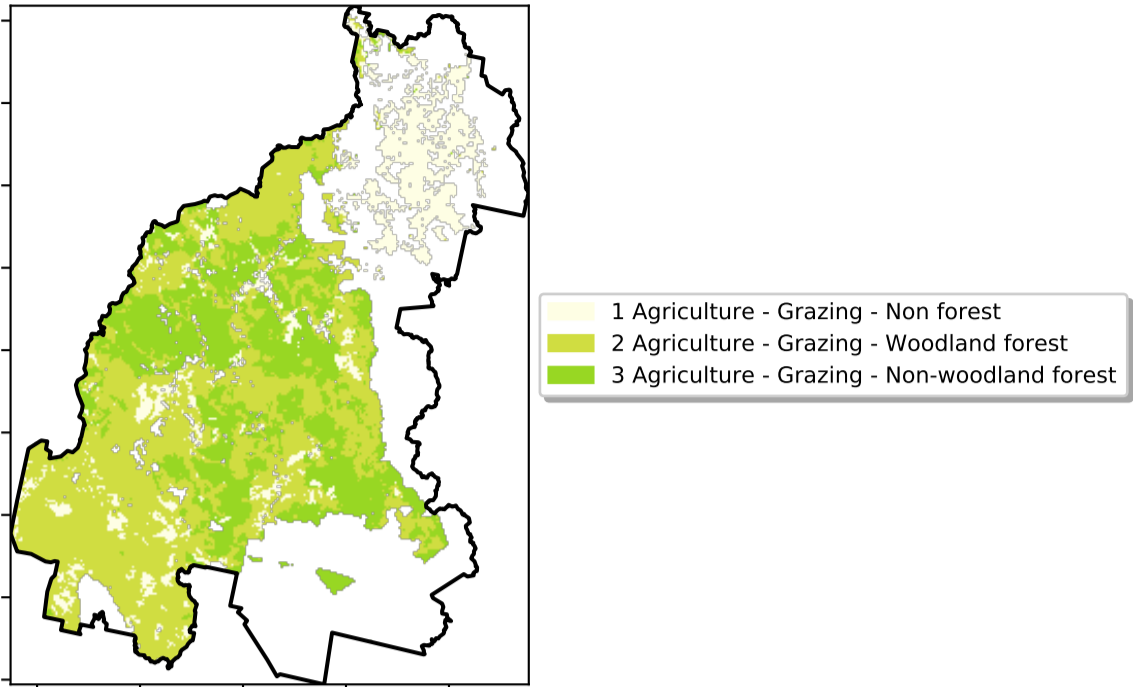 1 Agriculture - Grazing - Non forest
2 Agriculture - Grazing - Woodland forest
3 Agriculture - Grazing - Non-woodland forest